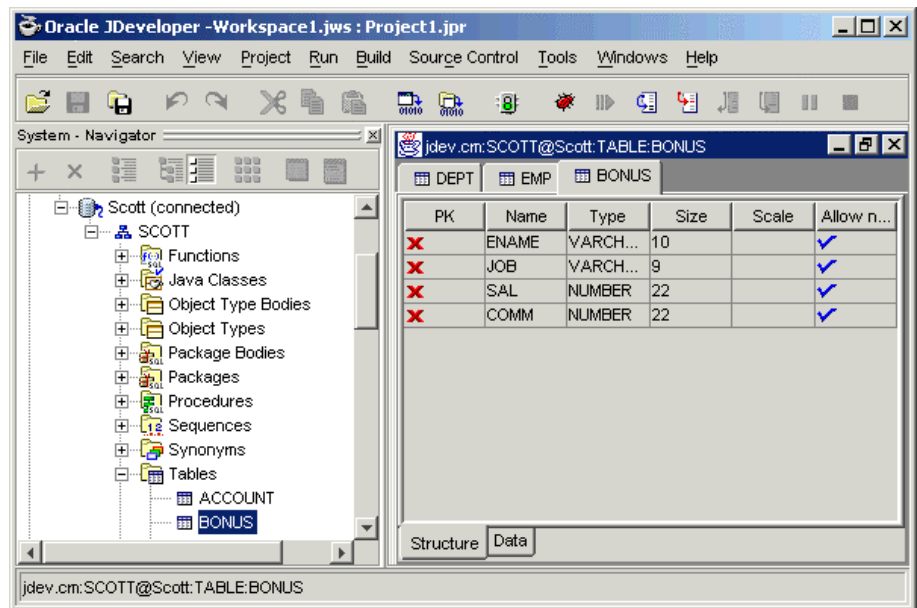 Oracle JDeveloper -Workspace1.jws : Project1.jpr
File Edit Search View Project Run Build Source Control Tools Windows Help
System - Navigator
Scott (connected)
SCOTT
Functions
Java Classes
Object Type Bodies
Object Types
Package Bodies
Packages
Procedures
Sequences
Synonyms
Tables
ACCOUNT
BONUS
jdev.cm:SCOTT@Scott:TABLE:BONUS
DEPT EMP BONUS
PK Name Type Size Scale Allow n...
ENAME VARCH... 10
JOB VARCH... 9
SAL NUMBER 22
COMM NUMBER 22
Structure Data
jdev.cm:SCOTT@Scott:TABLE:BONUS